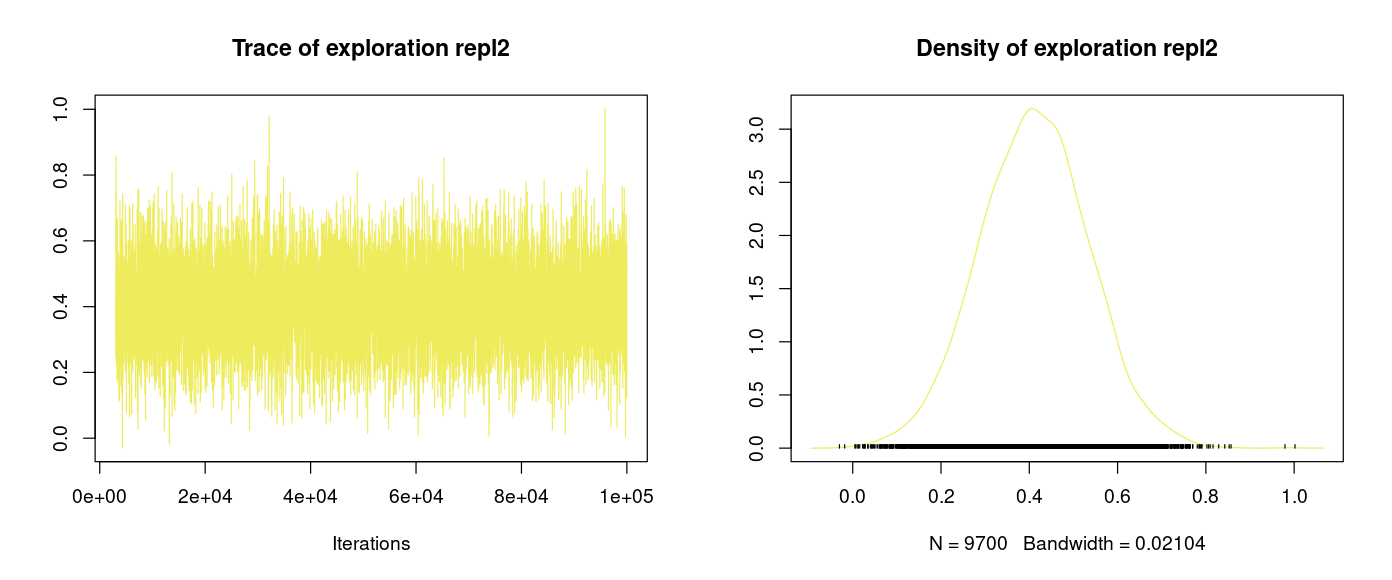 Trace of exploration repl2
1.0
0.8
0.6
0.4
0.2
0.0
0e+00 2e+04 4e+04 6e+04 8e+04 1e+05
Iterations
Density of exploration repl2
3.0
2.5
2.0
1.5
1.0
0.5
0.0
0.0 0.2 0.4 0.6 0.8 1.0
N = 9700 Bandwidth = 0.02104